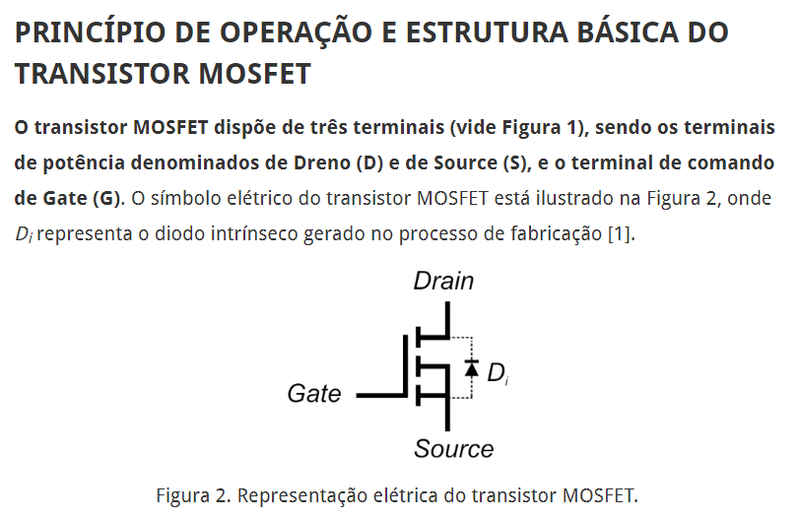 PRINCÍPIO DE OPERAÇÃO E ESTRUTURA BÁSICA DO
TRANSISTOR MOSFET
O transistor MOSFET dispõe de três terminais (vide Figura 1), sendo os terminais
de potência denominados de Dreno (D) e de Source (S), e o terminal de comando
de Gate (G). O símbolo elétrico do transistor MOSFET está ilustrado na Figura 2, onde
Di representa o diodo intrínseco gerado no processo de fabricação [1].
Drain
Di
Gate
Source
Figura 2. Representação elétrica do transistor MOSFET.